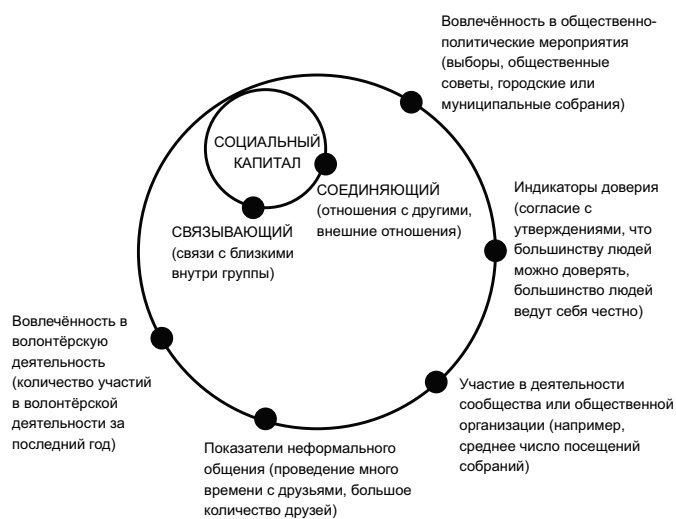 Вовлечённость в общественно-
политические мероприятия
(выборы, общественные
советы, городские или
муниципальные собрания)
СОЦИАЛЬНЫЙ
КАПИТАЛ
СОЕДИНЯЮЩИЙ
(отношения с другими,
внешние отношения)
СВЯЗЫВАЮЩИЙ
(связи с близкими
внутри группы)
Индикаторы доверия
(согласие с
утверждениями, что
большинству людей
можно доверять,
большинство людей
ведут себя честно)
Вовлечённость в
волонтёрскую
деятельность
(количество участий
в волонтёрской
деятельности за
последний год)
Участие в деятельности
сообщества или общественной
организации (например,
среднее число посещений
собраний)
Показатели неформального
общения (проведение много
времени с друзьями, большое
количество друзей)